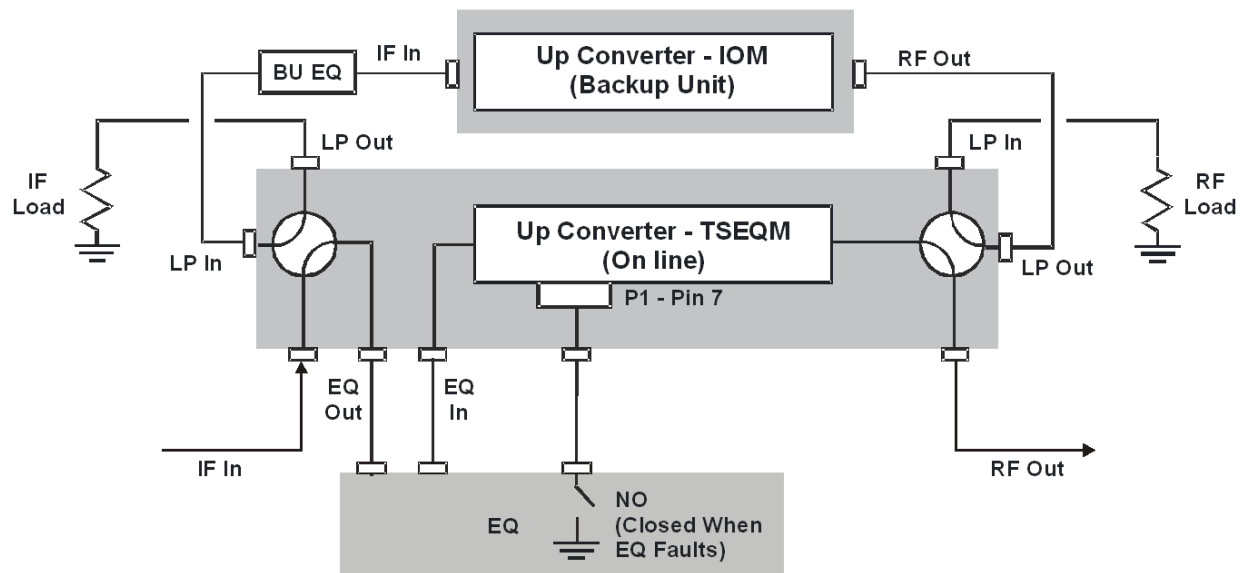 Up Converter - IOM
(Backup Unit)
BU EQ
IF In
RF Out
LP Out
LP In
IF
Load
RF
Load
Up Converter - TSEQM
(On line)
LP In
LP Out
P1 - Pin 7
EQ
Out
EQ
In
IF In
RF Out
EQ
NO
(Closed When
EQ Faults)